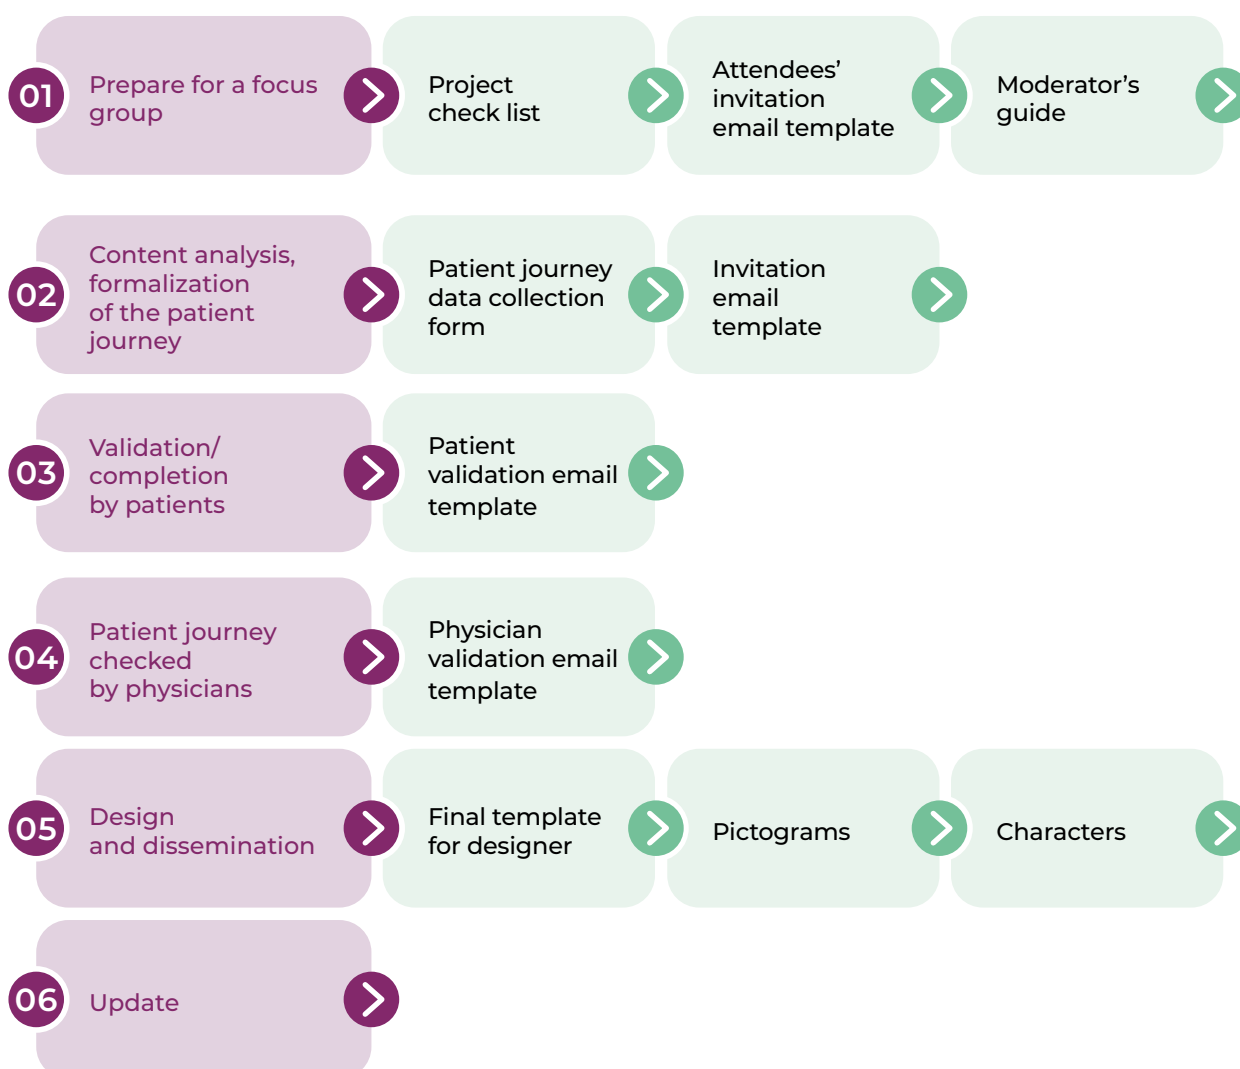 01
Prepare for a focus
group
Project
check list
Attendees’
invitation
email template
Moderator’s
guide
02
Content analysis,
formalization
of the patient
journey
Patient journey
data collection
form
Invitation
email
template
03
Validation/
completion
by patients
Patient
validation email
template
04
Patient journey
checked
by physicians
Physician
validation email
template
05
Design
and dissemination
Final template
for designer
Pictograms
Characters
06
Update